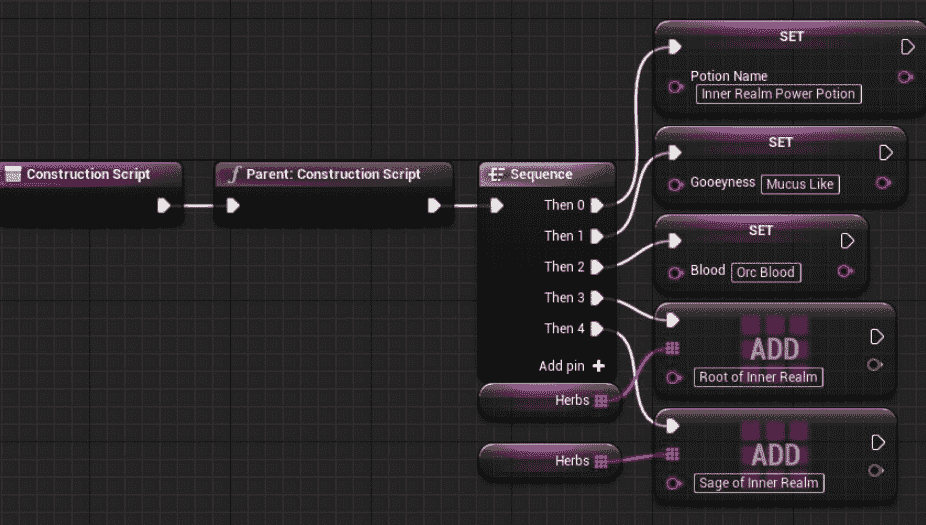 Construction Script
f Parent: Construction Script
Sequence
Then 0
Then 1
Then 2
Then 3
Then 4
Add pin +
Herbs
Herbs
SET
Potion Name
Inner Realm Power Potion
SET
Gooeyness Mucus Like
SET
Blood Orc Blood
ADD
Root of Inner Realm
ADD
Sage of Inner Realm